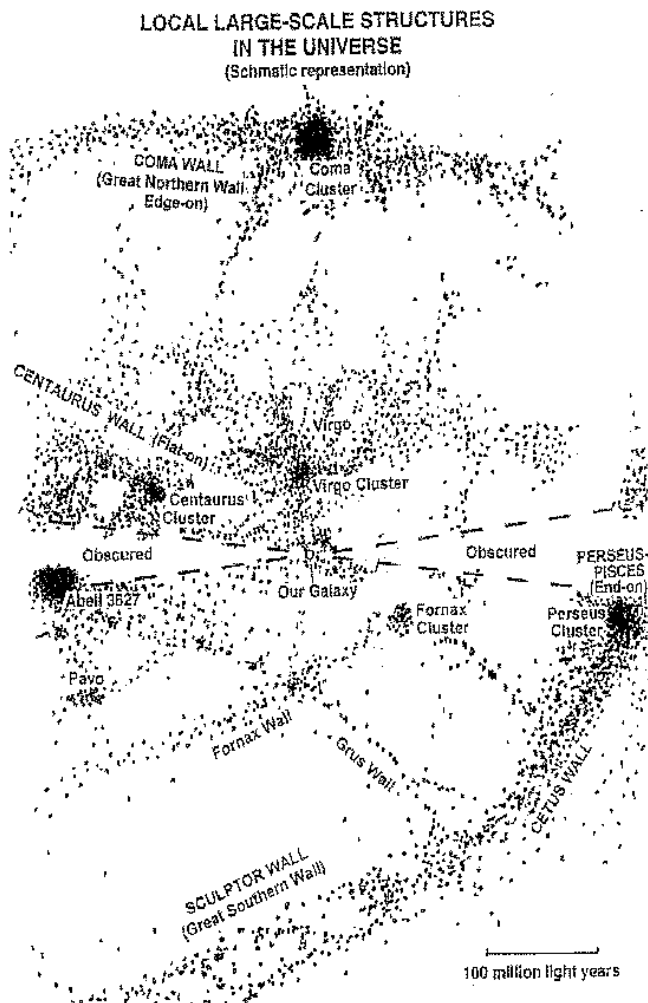 LOCAL LARGE-SCALE STRUCTURES
IN THE UNIVERSE
(Schmatic representation)
COMA WALL
(Great Northern Wall
Edge-on)
Coma
Cluster
CENTAURUS WALL (Flat-on)
Virgo
Virgo Cluster
Centaurus
Cluster
Obscured
Our Galaxy
Obscured
PERSEUS-
PISCES
(End-on)
Abell 3627
Fornax
Cluster
Perseus
Cluster
Pavo
Fornax Wall
Grus Wall
CETUS WALL
SCULPTOR WALL
(Great Southern Wall)
100 million light years